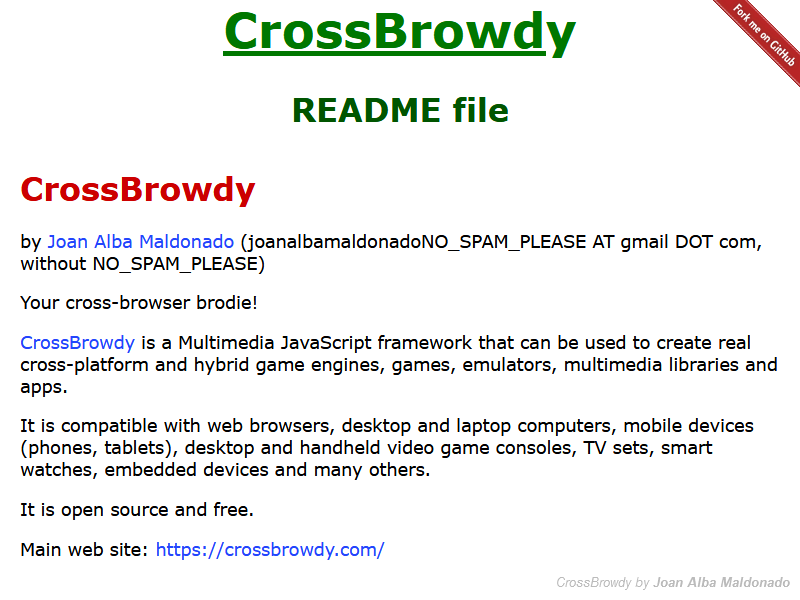 CrossBrowdy
Fork me on GitHub
README file
CrossBrowdy
by Joan Alba Maldonado (joanalbamaldonadoNO_SPAM_PLEASE AT gmail DOT com,
without NO_SPAM_PLEASE)
Your cross-browser brodie!
CrossBrowdy is a Multimedia JavaScript framework that can be used to create real
cross-platform and hybrid game engines, games, emulators, multimedia libraries and
apps.
It is compatible with web browsers, desktop and laptop computers, mobile devices
(phones, tablets), desktop and handheld video game consoles, TV sets, smart
watches, embedded devices and many others.
It is open source and free.
Main web site: https://crossbrowdy.com/
CrossBrowdy by Joan Alba Maldonado